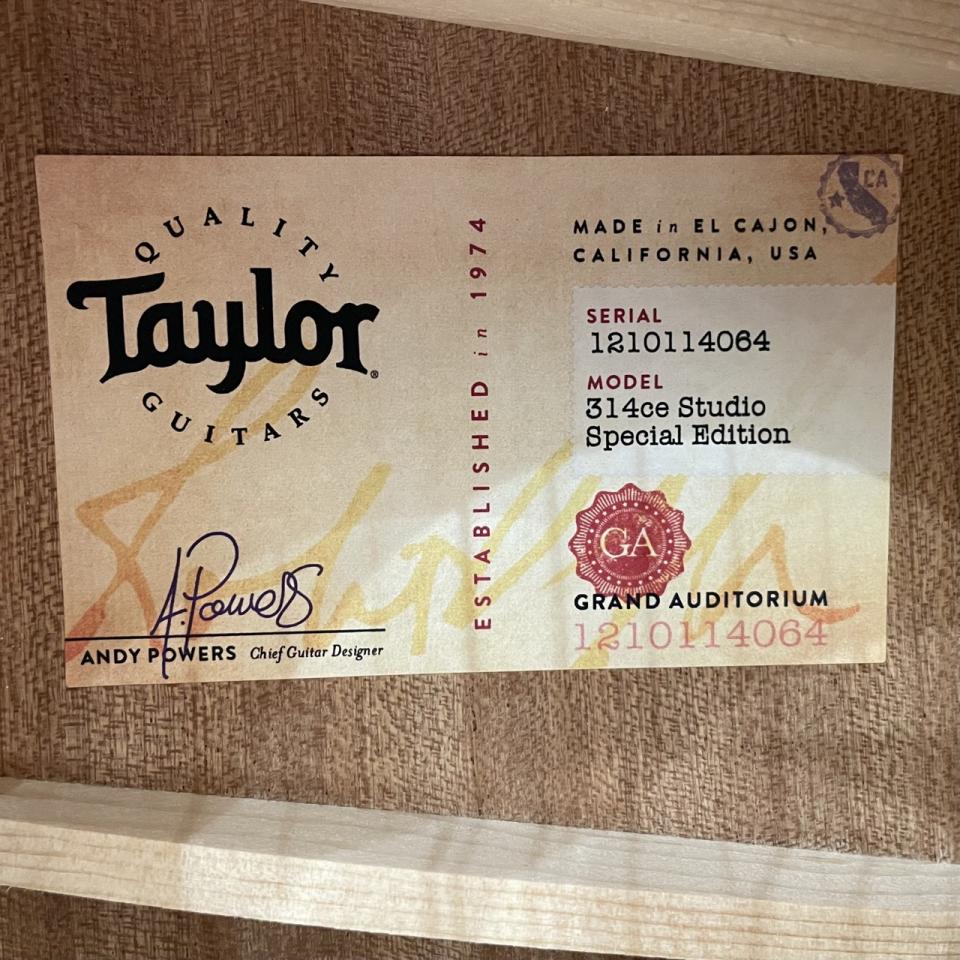 QUALITY
Taylor®
GUITARS
A. Powers
ANDY POWERS Chief Guitar Designer
ESTABLISHED in 1974
CA
MADE in EL CAJON,
CALIFORNIA, USA
SERIAL
1210114064
MODEL
314ce Studio
Special Edition
GA
GRAND AUDITORIUM
1210114064